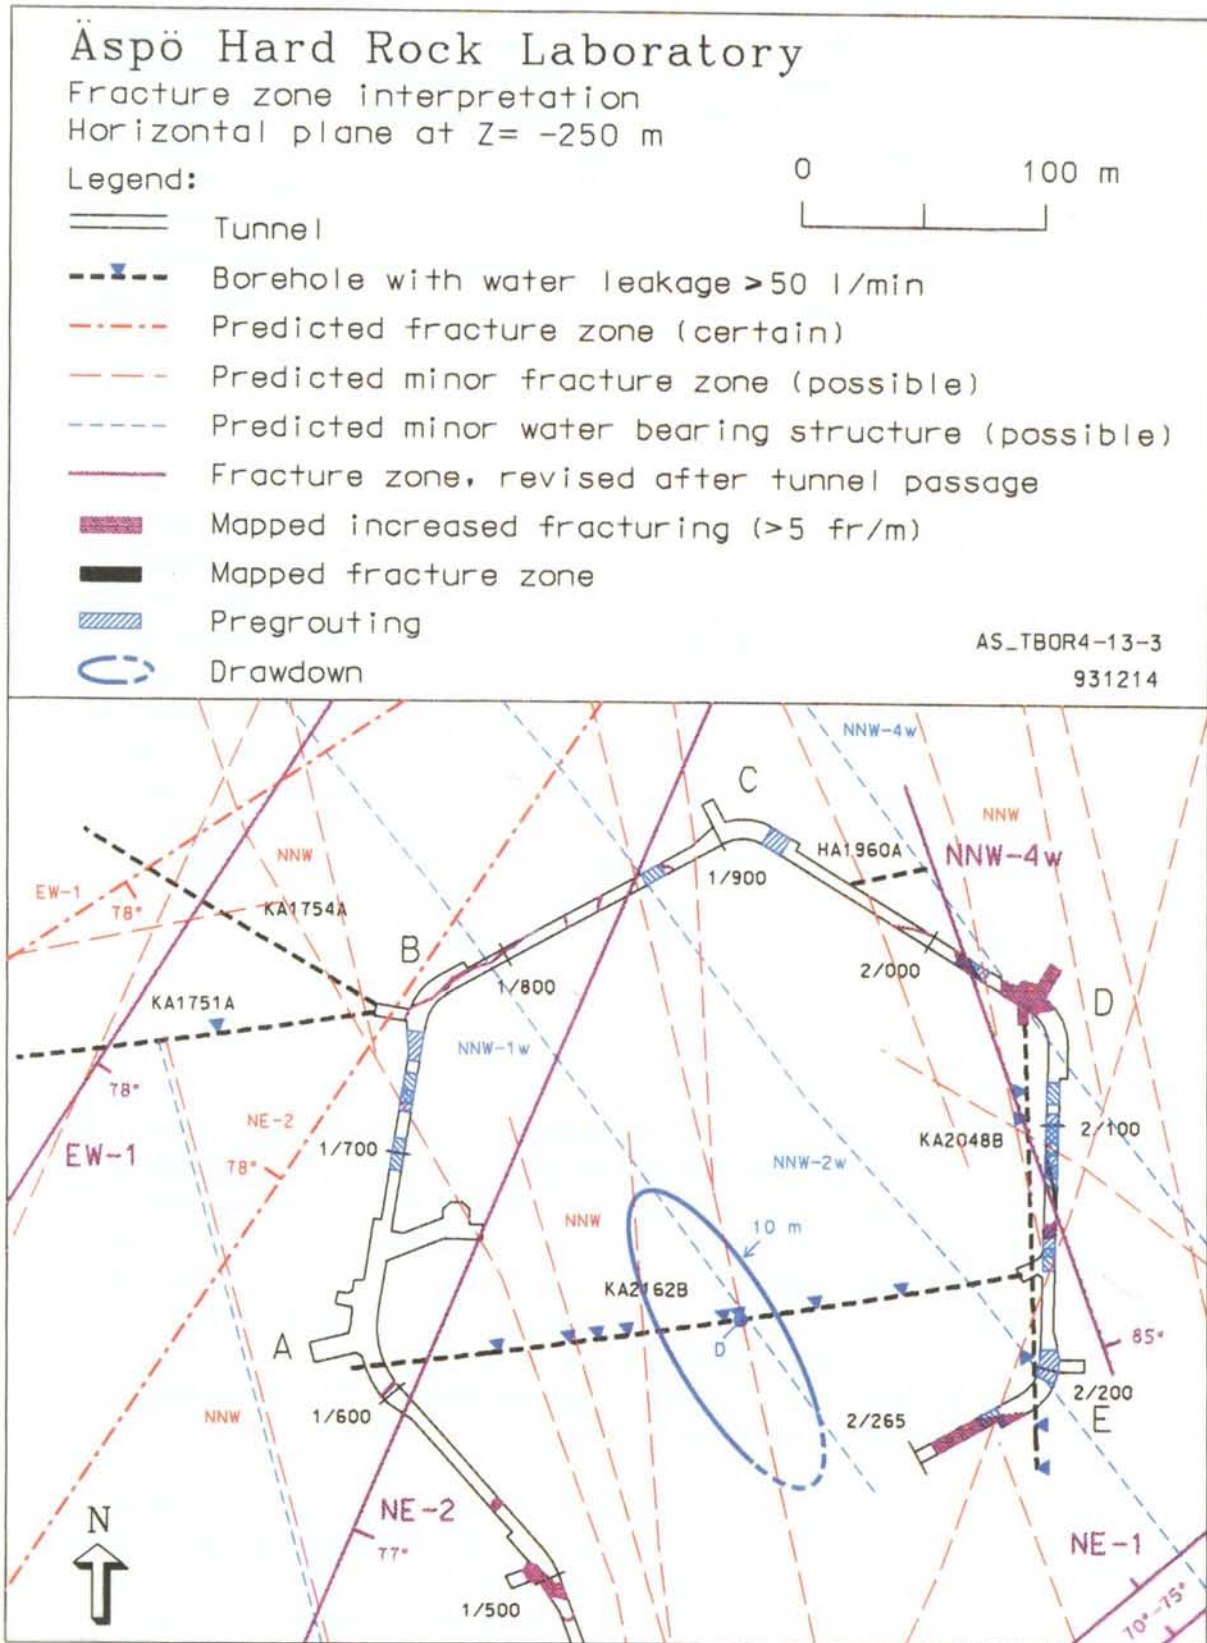 Äspö Hard Rock Laboratory
Fracture zone interpretation
Horizontal plane at Z= -250 m
0 100 m
Legend:
Tunnel
Borehole with water leakage >50 l/min
Predicted fracture zone (certain)
Predicted minor fracture zone (possible)
Predicted minor water bearing structure (possible)
Fracture zone, revised after tunnel passage
Mapped increased fracturing (>5 fr/m)
Mapped fracture zone
Pregrouting
Drawdown
AS_TBOR4-13-3
931214
NNW-4w
C
NNW
HA1960A
NNW-4w
NNW
1/900
EW-1
78°
KA1754A
B
2/000
1/800
KA1751A
D
NNW-1w
78°
NE-2
KA2048B
2/100
1/700
EW-1
78°
NNW-2w
NNW
10 m
KA2162B
A
D
85°
2/200
NNW
1/600
2/265
E
N
NE-2
77°
NE-1
1/500
70°-75°